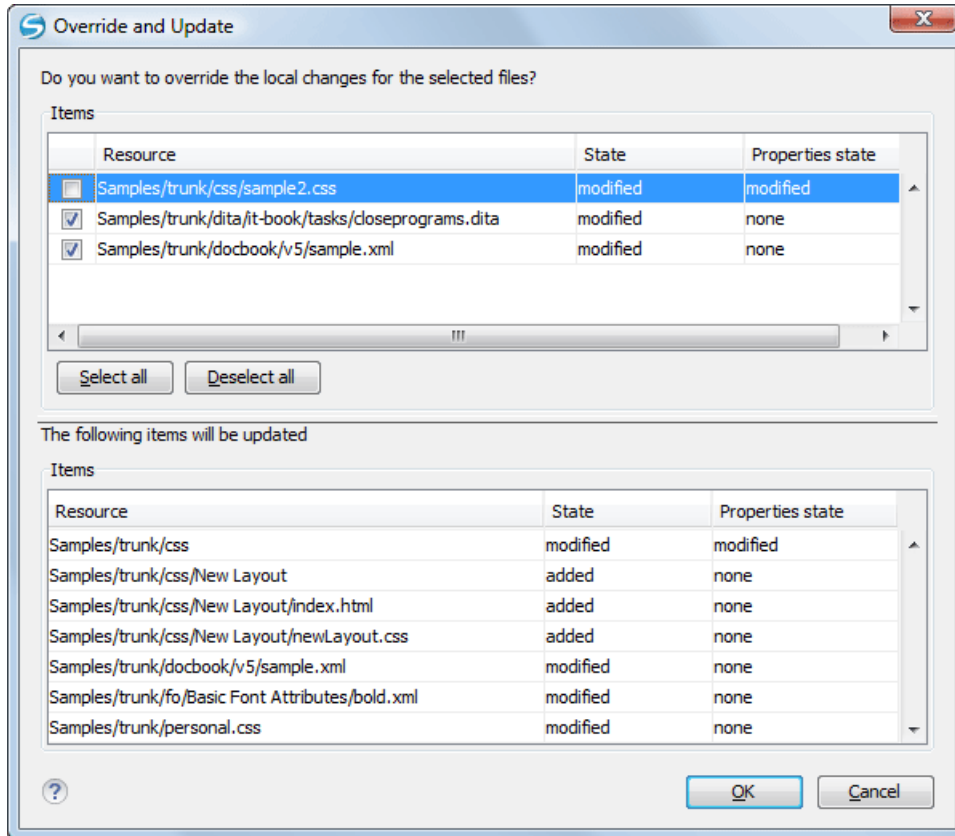 Override and Update
Do you want to override the local changes for the selected files?
Items
Resource State Properties state
Samples/trunk/css/sample2.css modified modified
Samples/trunk/dita/it-book/tasks/closeprograms.dita modified none
Samples/trunk/docbook/v5/sample.xml modified none
Select all Deselect all
The following items will be updated
Items
Resource State Properties state
Samples/trunk/css modified modified
Samples/trunk/css/New Layout added none
Samples/trunk/css/New Layout/index.html added none
Samples/trunk/css/New Layout/newLayout.css added none
Samples/trunk/docbook/v5/sample.xml modified none
Samples/trunk/fo/Basic Font Attributes/bold.xml modified none
Samples/trunk/personal.css modified none
? OK Cancel